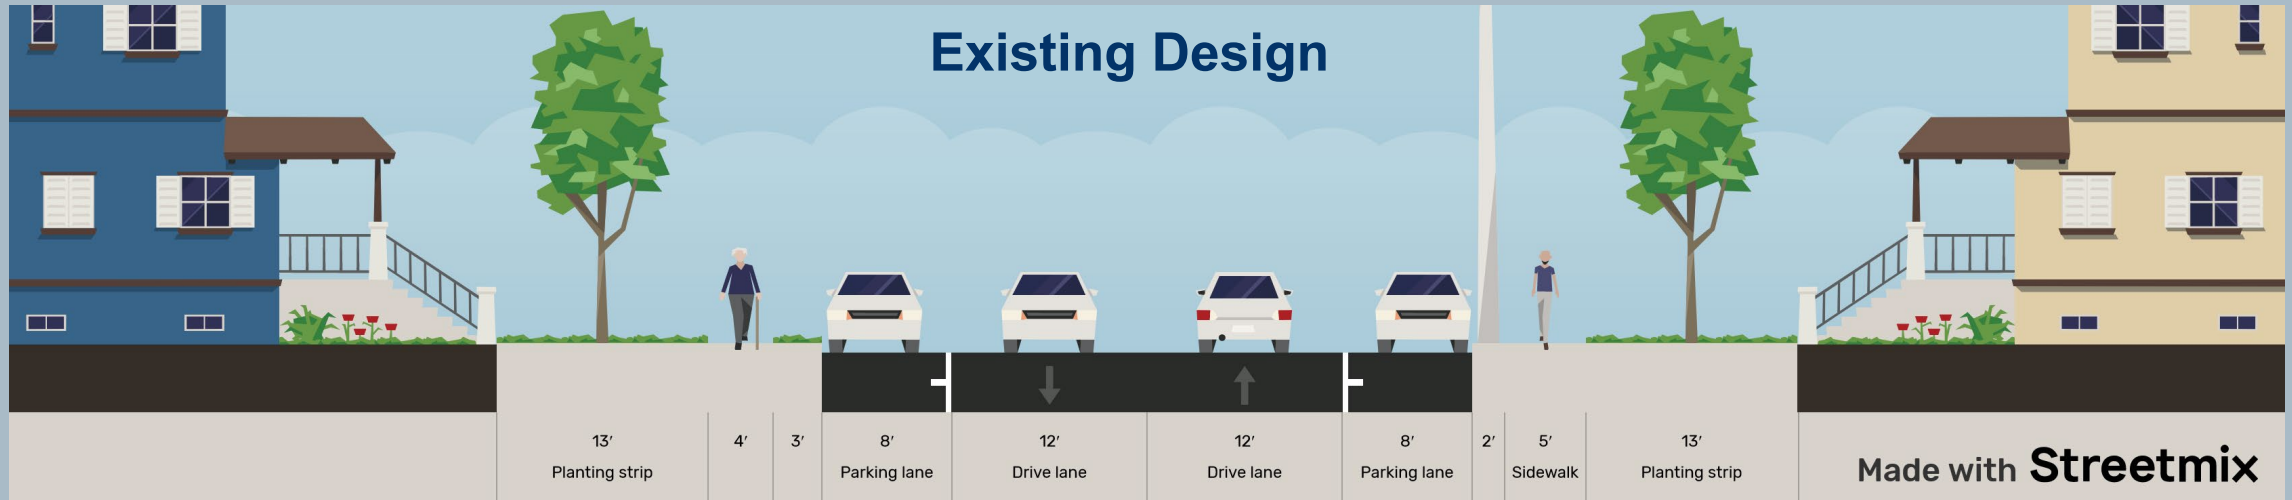 Existing Design
13′ 4′ 3′ 8′ 12′ 12′ 8′ 2′ 5′ 13′
Planting strip Parking lane Drive lane Drive lane Parking lane Sidewalk Planting strip
Made with Streetmix